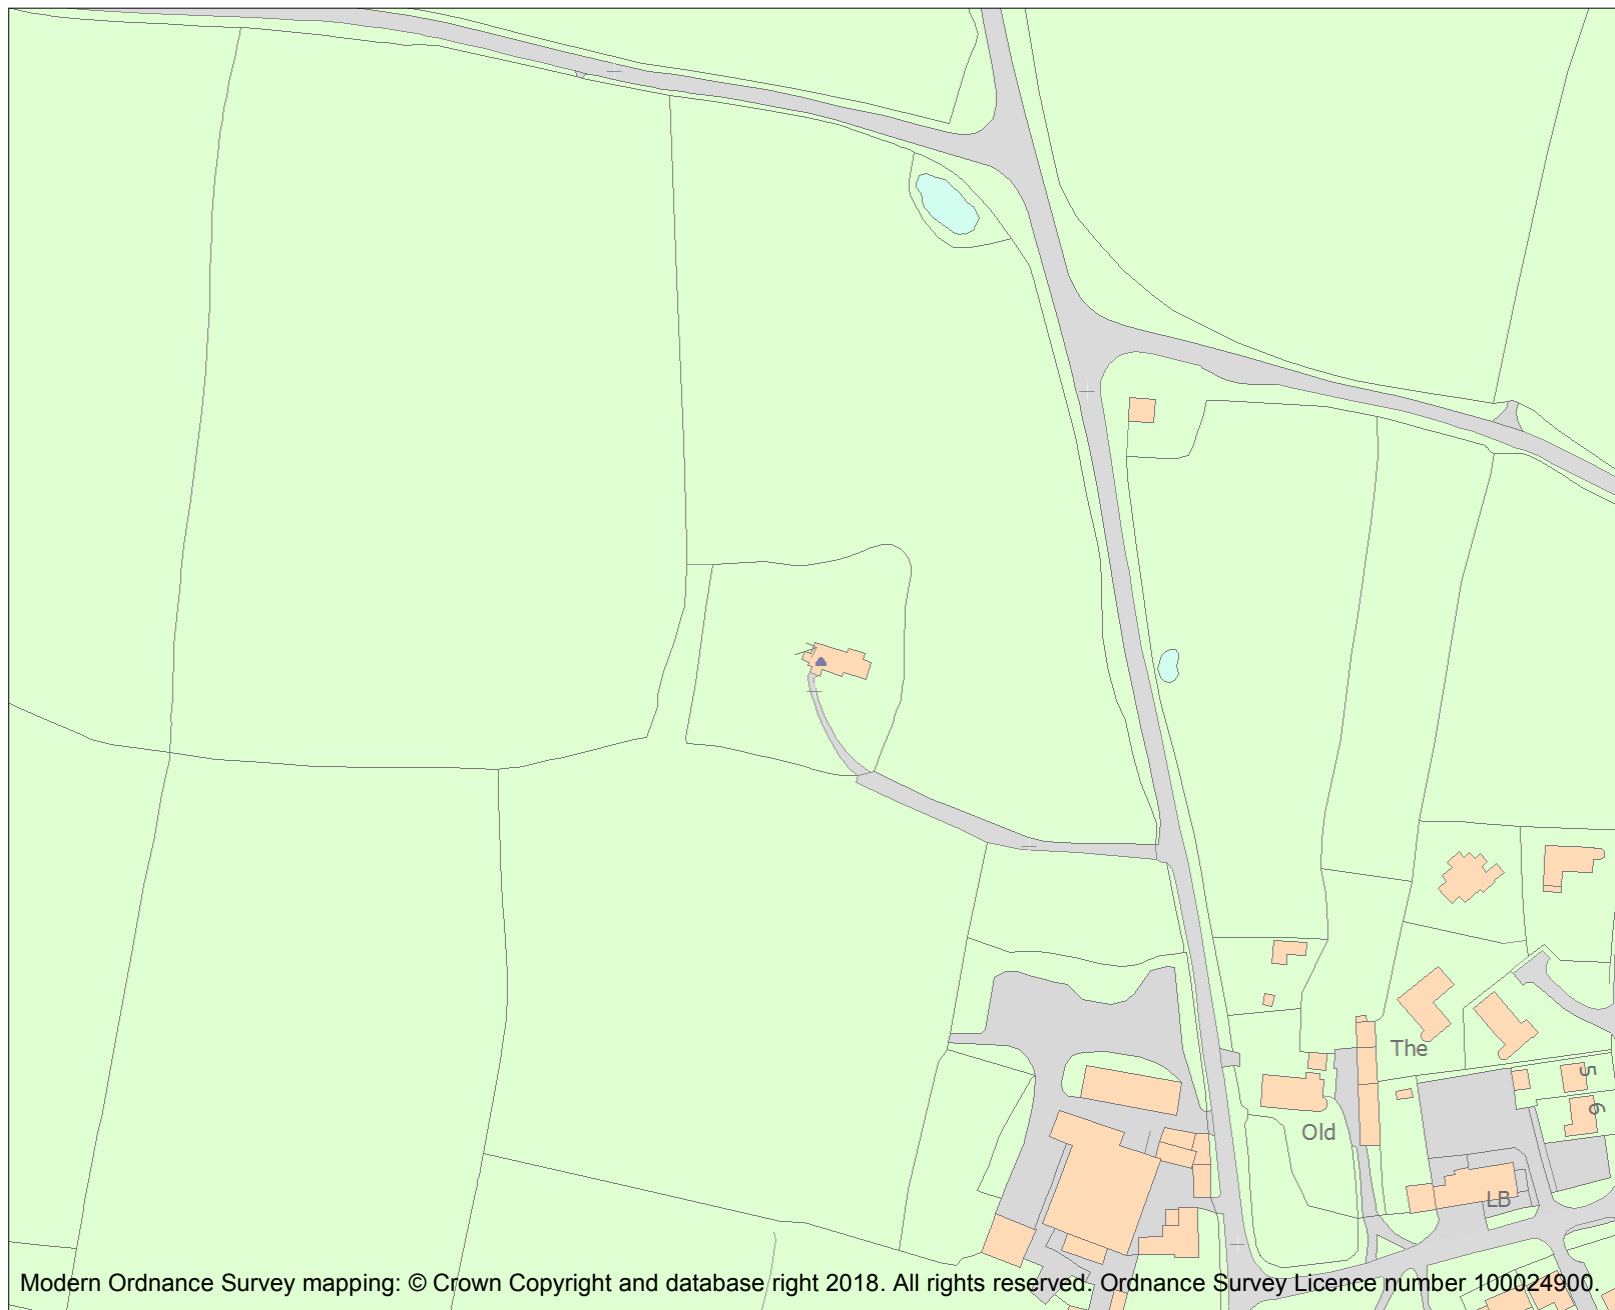 The
5
6
Old
LB
Modern Ordnance Survey mapping: © Crown Copyright and database right 2018. All rights reserved. Ordnance Survey Licence number 100024900.